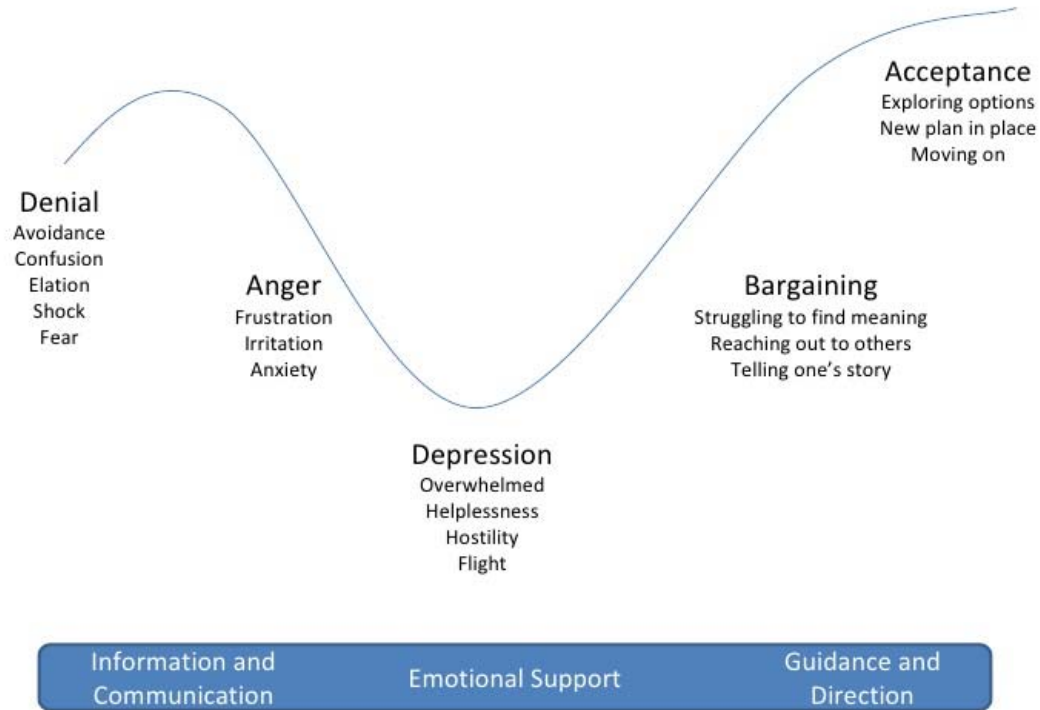 Denial
Avoidance
Confusion
Elation
Shock
Fear
Anger
Frustration
Irritation
Anxiety
Depression
Overwhelmed
Helplessness
Hostility
Flight
Bargaining
Struggling to find meaning
Reaching out to others
Telling one’s story
Acceptance
Exploring options
New plan in place
Moving on
Information and
Communication
Emotional Support
Guidance and
Direction